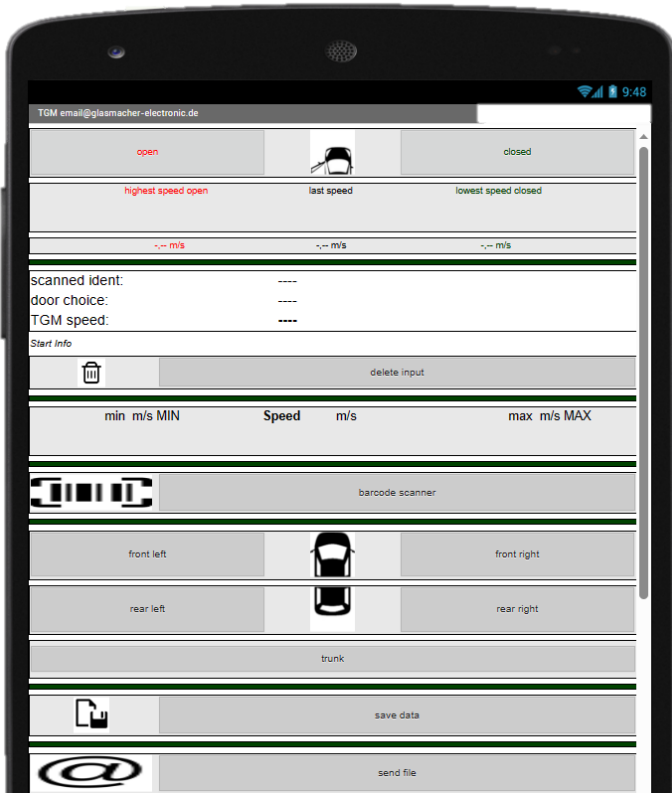 9:48
TGM email@glasmacher-electronic.de
open closed
highest speed open last speed lowest speed closed
-,-- m/s -,-- m/s -,-- m/s
scanned ident: ----
door choice: ----
TGM speed: ----
Start Info
delete input
min m/s MIN Speed m/s max m/s MAX
barcode scanner
front left front right
rear left rear right
trunk
save data
@ send file